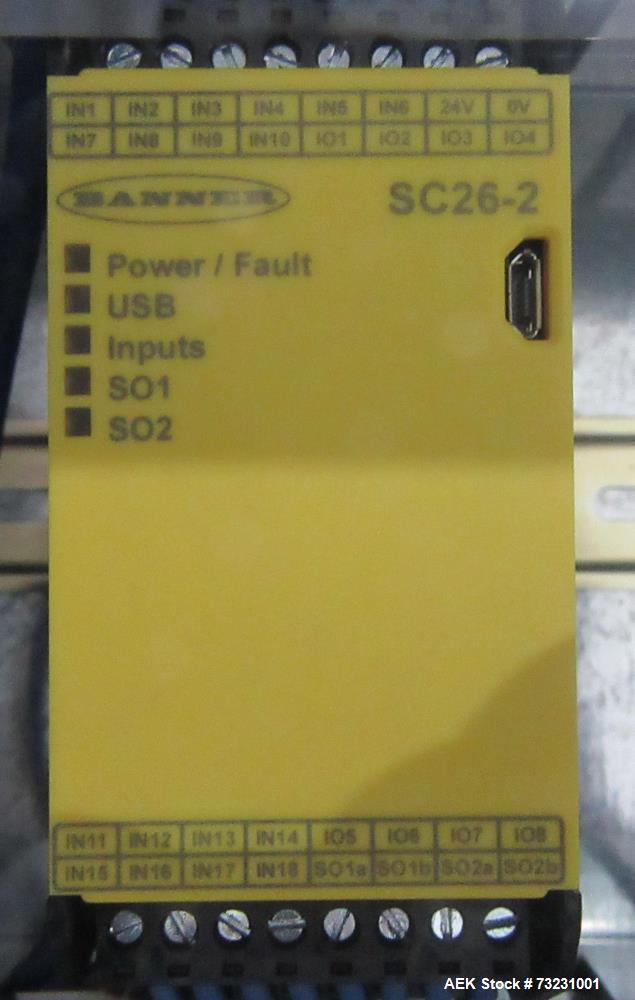 IN1 IN2 IN3 IN4 IN5 IN6 24V 0V
IN7 IN8 IN9 IN10 IO1 IO2 IO3 IO4
BANNER SC26-2
Power / Fault
USB
Inputs
SO1
SO2
IN11 IN12 IN13 IN14 IO5 IO6 IO7 IO8
IN15 IN16 IN17 IN18 SO1a SO1b SO2a SO2b
AEK Stock # 73231001